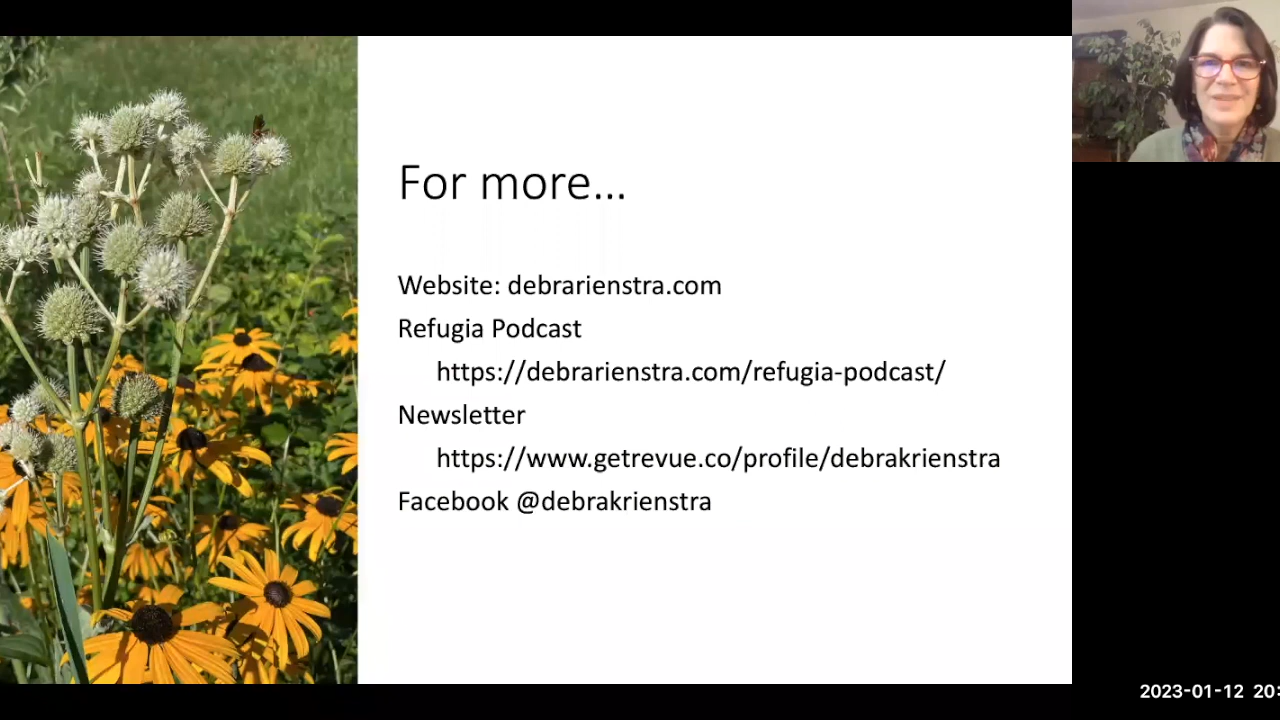 For more...
Website: debrarienstra.com
Refugia Podcast
https://debrarienstra.com/refugia-podcast/
Newsletter
https://www.getrevue.co/profile/debrakrienstra
Facebook @debrakrienstra
2023-01-12 20: